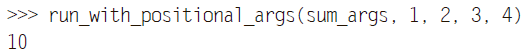 >>> run_with_positional_args(sum_args, 1, 2, 3, 4)
10